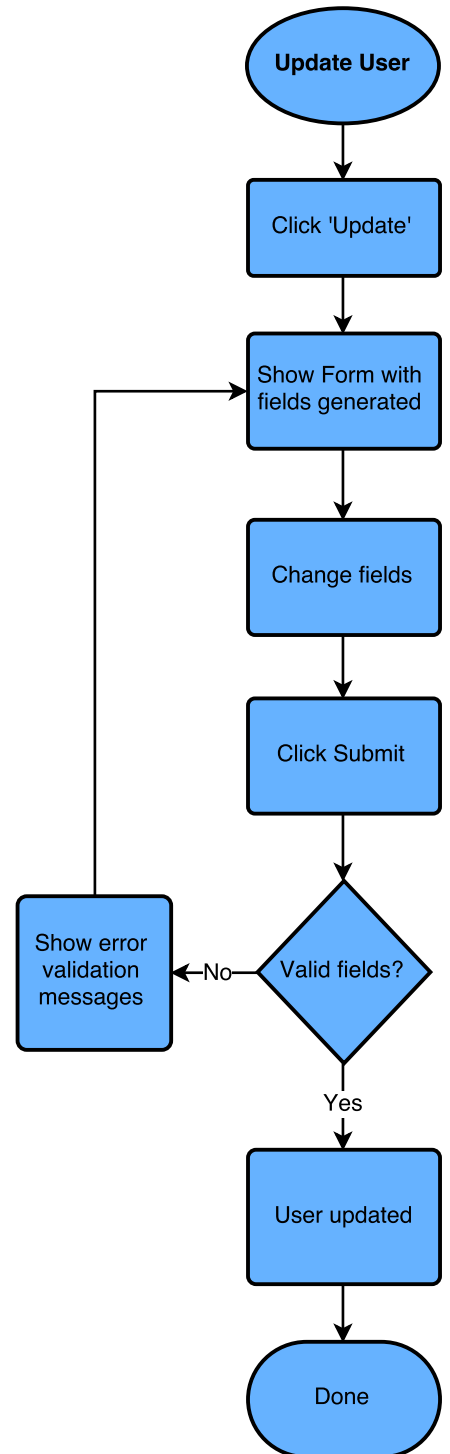 Update User
Click 'Update'
Show Form with
fields generated
Change fields
Click Submit
Valid fields?
No
Show error
validation
messages
Yes
User updated
Done